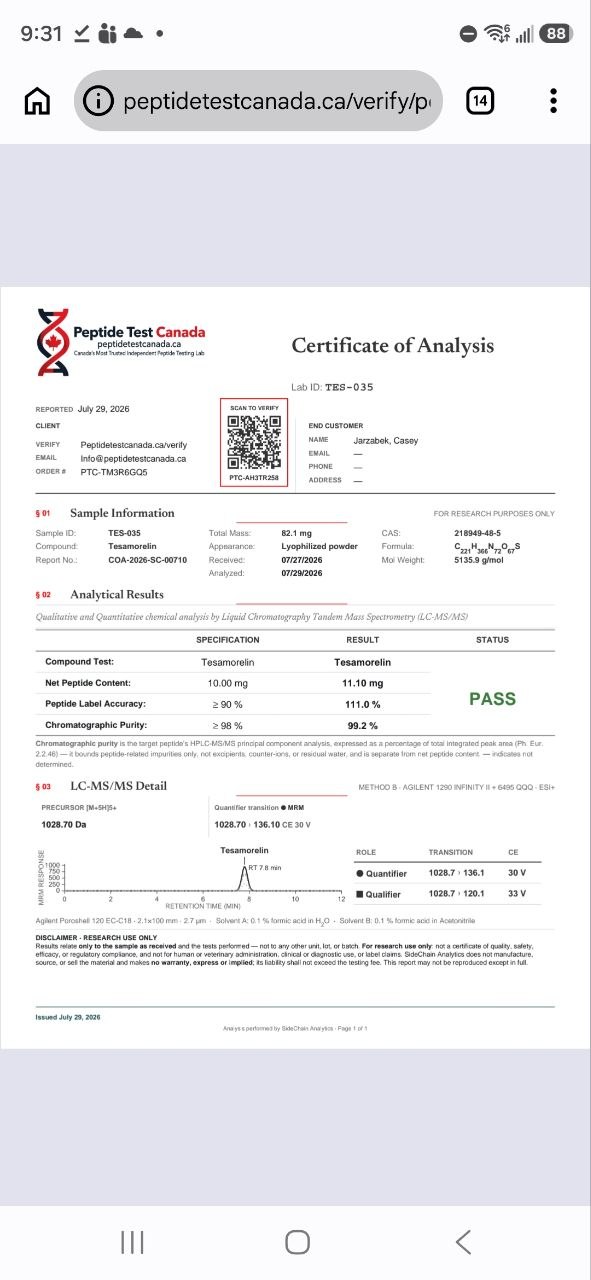 9:31
88
peptidetestcanada.ca/verify/p
14
Peptide Test Canada
peptidetestcanada.ca
Canada's Most Trusted Independent Peptide Testing Lab
Certificate of Analysis
Lab ID: TES-035
REPORTED July 29, 2026
CLIENT
VERIFY Peptidetestcanada.ca/verify
EMAIL Info@peptidetestcanada.ca
ORDER # PTC-TM3R6GQ5
SCAN TO VERIFY
PTC-AH3TR258
END CUSTOMER
NAME Jarzabek, Casey
EMAIL —
PHONE —
ADDRESS —
§ 01 Sample Information FOR RESEARCH PURPOSES ONLY
Sample ID: TES-035 Total Mass: 82.1 mg CAS: 218949-48-5
Compound: Tesamorelin Appearance: Lyophilized powder Formula: C221H366N72O67S
Report No.: COA-2026-SC-00710 Received: 07/27/2026 Mol Weight: 5135.9 g/mol
Analyzed: 07/29/2026
§ 02 Analytical Results
Qualitative and Quantitative chemical analysis by Liquid Chromatography Tandem Mass Spectrometry (LC-MS/MS)
SPECIFICATION RESULT STATUS
Compound Test: Tesamorelin Tesamorelin
Net Peptide Content: 10.00 mg 11.10 mg
PASS
Peptide Label Accuracy: ≥ 90 % 111.0 %
Chromatographic Purity: ≥ 98 % 99.2 %
Chromatographic purity is the target peptide's HPLC-MS/MS principal component analysis, expressed as a percentage of total integrated peak area (Ph. Eur.
2.2.46) — it bounds peptide-related impurities only, not excipients, counter-ions, or residual water, and is separate from net peptide content. — indicates not
determined.
§ 03 LC-MS/MS Detail METHOD B · AGILENT 1290 INFINITY II + 6495 QQQ · ESI+
PRECURSOR [M+5H]5+ Quantifier transition ● MRM
1028.70 Da 1028.70 › 136.10 CE 30 V
Tesamorelin
RT 7.8 min
MRM RESPONSE
1000
750
500
250
0
0 2 4 6 8 10 12
RETENTION TIME (MIN)
ROLE TRANSITION CE
● Quantifier 1028.7 › 136.1 30 V
■ Qualifier 1028.7 › 120.1 33 V
Agilent Poroshell 120 EC-C18 · 2.1×100 mm · 2.7 μm · Solvent A: 0.1 % formic acid in H2O · Solvent B: 0.1 % formic acid in Acetonitrile
DISCLAIMER · RESEARCH USE ONLY
Results relate only to the sample as received and the tests performed — not to any other unit, lot, or batch. For research use only: not a certificate of quality, safety,
efficacy, or regulatory compliance, and not for human or veterinary administration, clinical or diagnostic use, or label claims. SideChain Analytics does not manufacture,
source, or sell the material and makes no warranty, express or implied; its liability shall not exceed the testing fee. This report may not be reproduced except in full.
Issued July 29, 2026
Analysis performed by SideChain Analytics · Page 1 of 1